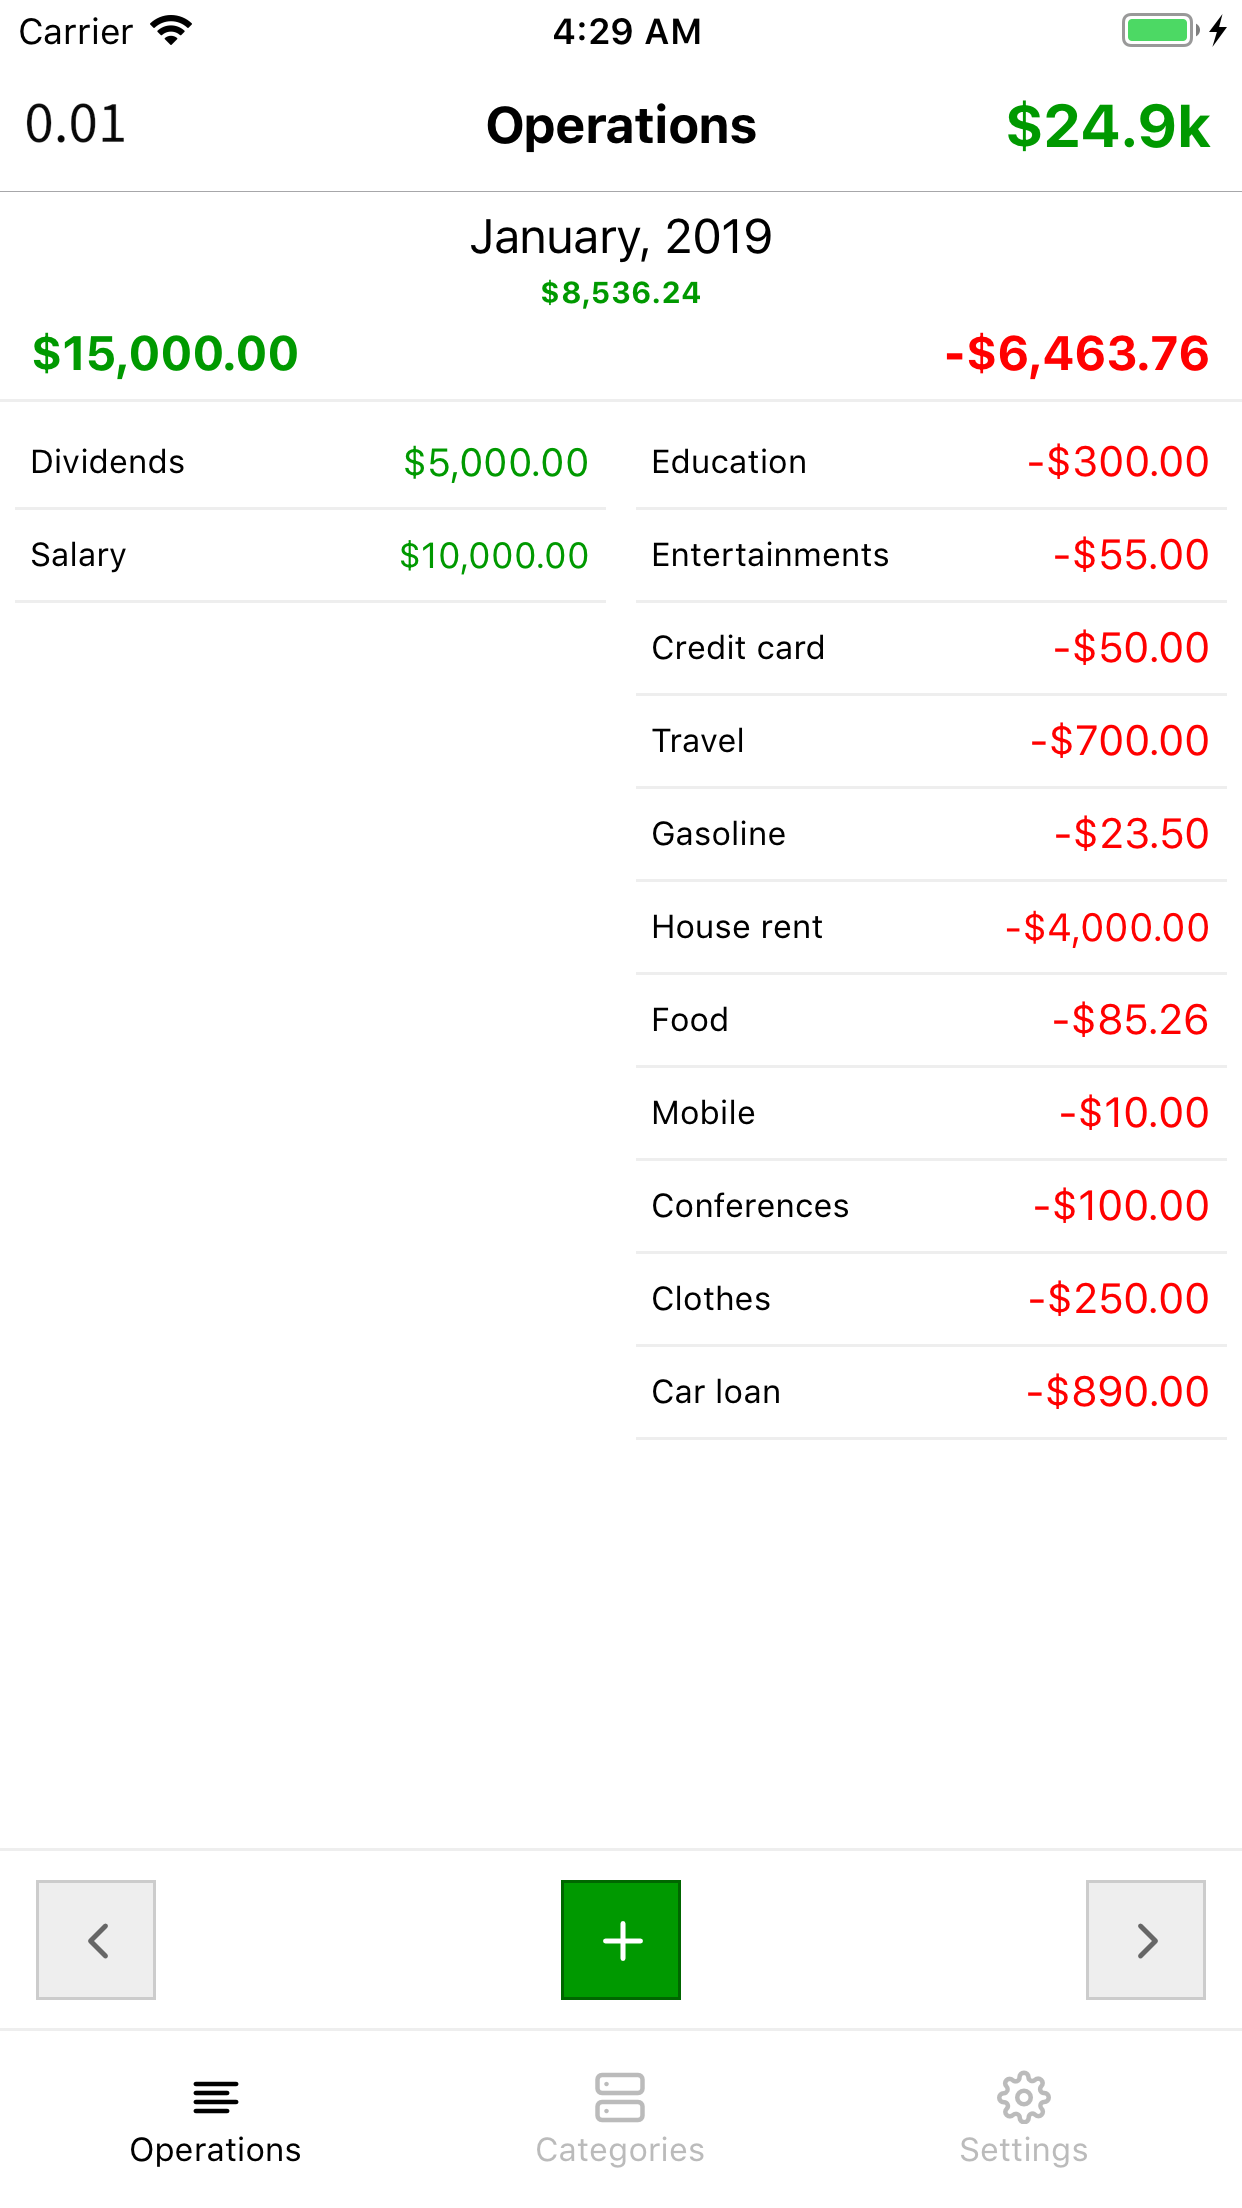 Carrier 4:29 AM
0.01 Operations $24.9k
January, 2019
$8,536.24
$15,000.00 -$6,463.76
Dividends $5,000.00
Salary $10,000.00
Education -$300.00
Entertainments -$55.00
Credit card -$50.00
Travel -$700.00
Gasoline -$23.50
House rent -$4,000.00
Food -$85.26
Mobile -$10.00
Conferences -$100.00
Clothes -$250.00
Car loan -$890.00
Operations Categories Settings